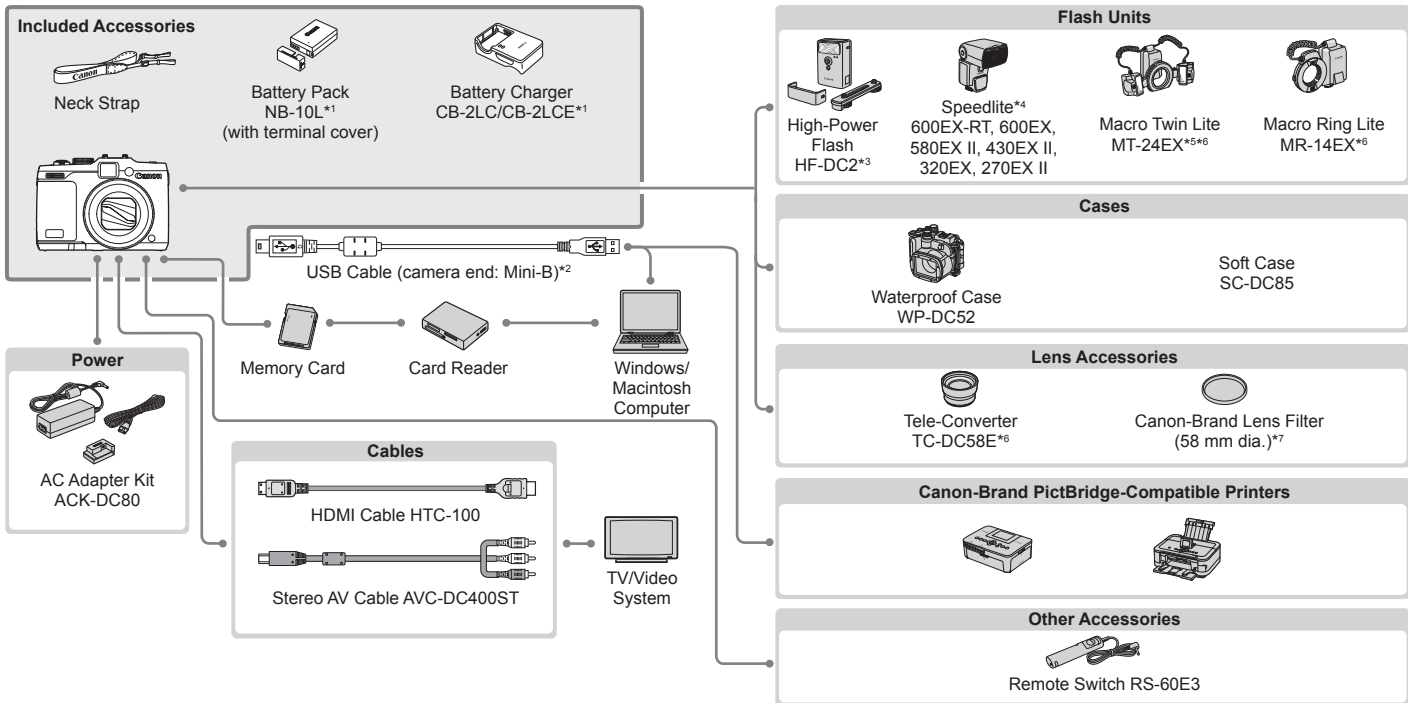 Included Accessories
Canon
Neck Strap
Battery Pack
NB-10L*1
(with terminal cover)
Battery Charger
CB-2LC/CB-2LCE*1
Canon
USB Cable (camera end: Mini-B)*2
Memory Card
Card Reader
Windows/
Macintosh
Computer
Power
AC Adapter Kit
ACK-DC80
Cables
HDMI Cable HTC-100
Stereo AV Cable AVC-DC400ST
TV/Video
System
Flash Units
High-Power
Flash
HF-DC2*3
Speedlite*4
600EX-RT, 600EX,
580EX II, 430EX II,
320EX, 270EX II
Macro Twin Lite
MT-24EX*5*6
Macro Ring Lite
MR-14EX*6
Cases
Waterproof Case
WP-DC52
Soft Case
SC-DC85
Lens Accessories
Tele-Converter
TC-DC58E*6
Canon-Brand Lens Filter
(58 mm dia.)*7
Canon-Brand PictBridge-Compatible Printers
Other Accessories
Remote Switch RS-60E3